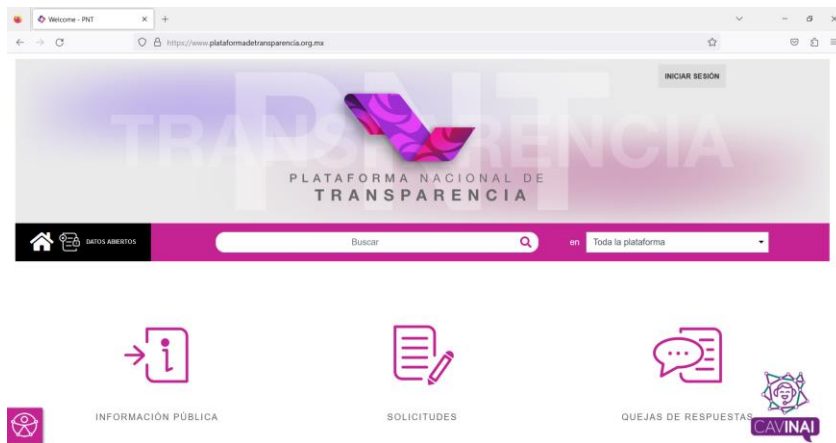 Welcome - PNT
https://www.plataformadetransparencia.org.mx
INICIAR SESIÓN
PNT
TRANSPARENCIA
PLATAFORMA NACIONAL DE
TRANSPARENCIA
DATOS ABIERTOS
Buscar
en
Toda la plataforma
INFORMACIÓN PÚBLICA
SOLICITUDES
QUEJAS DE RESPUESTAS
CAVINAI